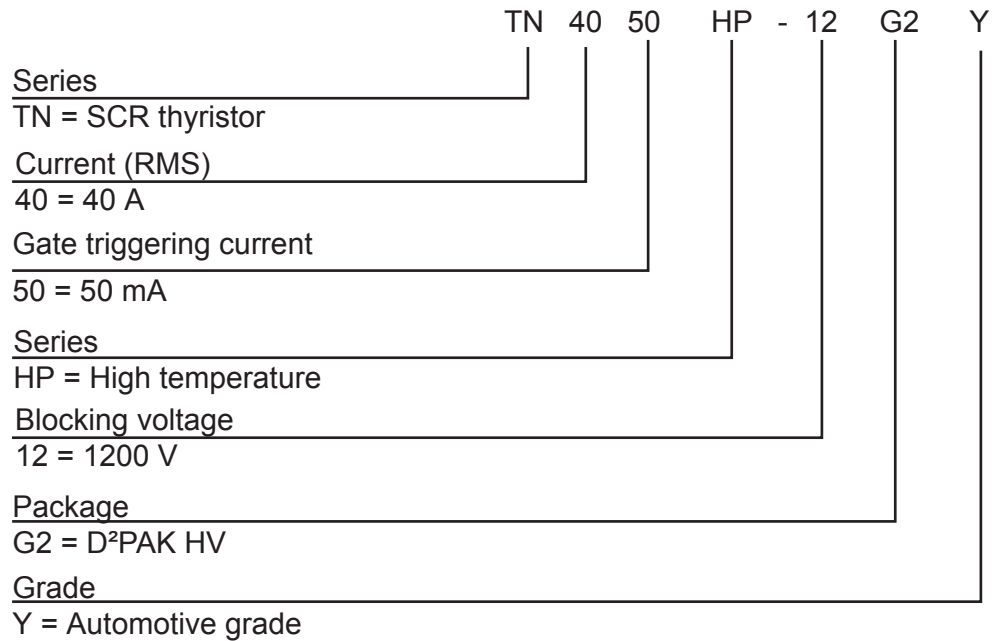 TN 40 50 HP - 12 G2 Y
Series
TN = SCR thyristor
Current (RMS)
40 = 40 A
Gate triggering current
50 = 50 mA
Series
HP = High temperature
Blocking voltage
12 = 1200 V
Package
G2 = D²PAK HV
Grade
Y = Automotive grade